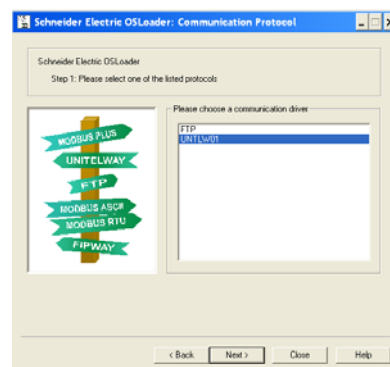 Schneider Electric OSLoader: Communication Protocol
Schneider Electric OSLoader
Step 1: Please select one of the listed protocols
MODBUS PLUS
UNITELWAY
FTP
MODBUS ASCII
MODBUS RTU
FIPWAY
Please choose a communication driver
FTP
UNTLW01
< Back Next > Close Help